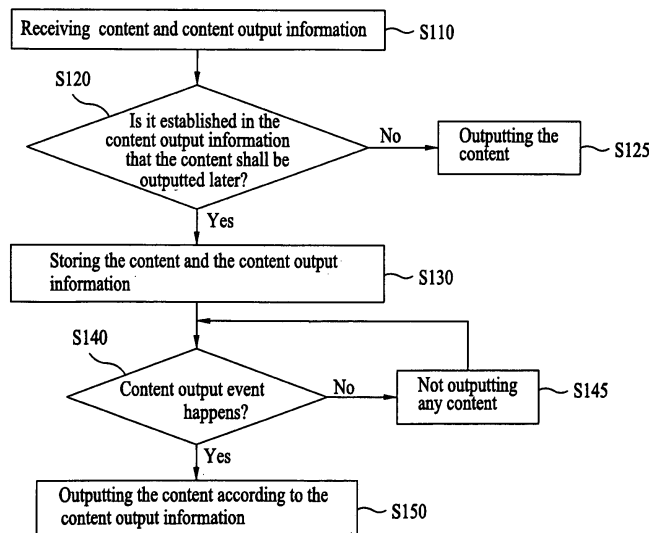 Receiving content and content output information
S110
S120
Is it established in the
content output information
that the content shall be
outputted later?
No
Outputting the
content
S125
Yes
Storing the content and the content output
information
S130
S140
Content output event
happens?
No
Not outputting
any content
S145
Yes
Outputting the content according to the
content output information
S150